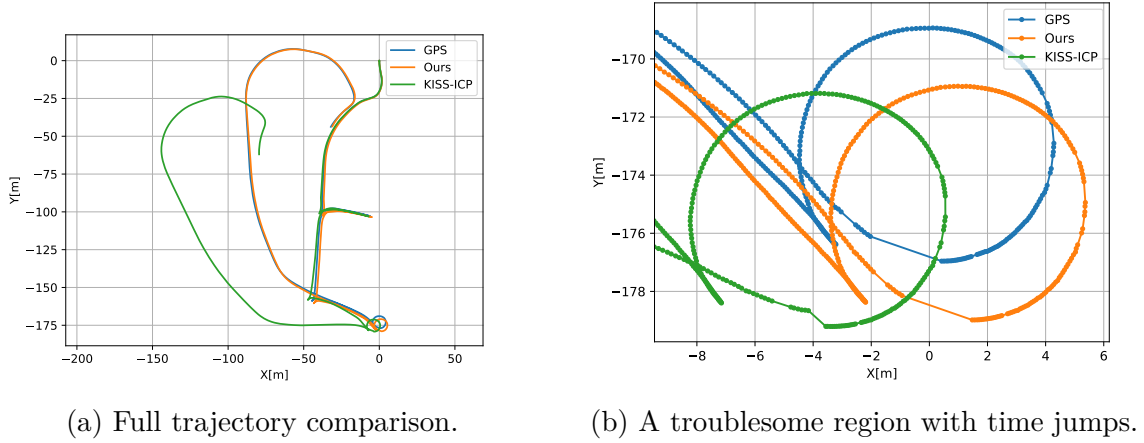 GPS
Ours
KISS-ICP
0
−25
−50
−75
−100
−125
−150
−175
Y[m]
−200
−150
−100
−50
0
50
X[m]
(a) Full trajectory comparison.
GPS
Ours
KISS-ICP
−170
−172
−174
−176
−178
Y[m]
−8
−6
−4
−2
0
2
4
6
X[m]
(b) A troublesome region with time jumps.